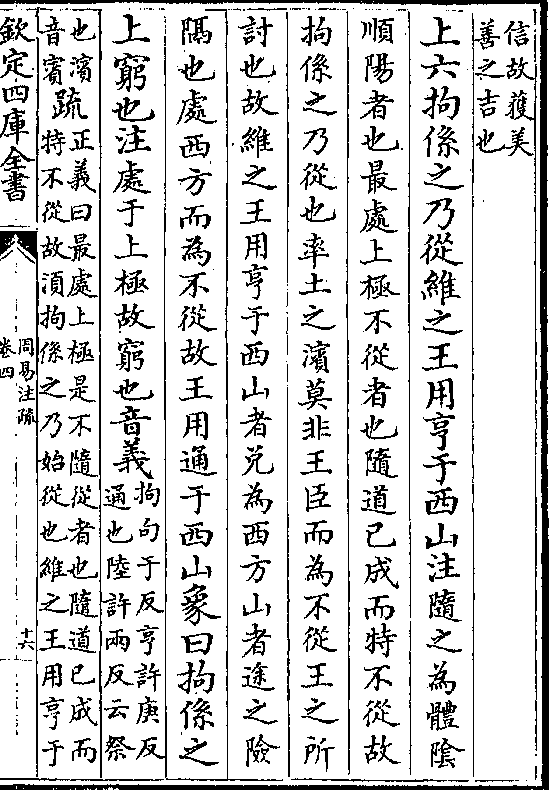 信故獲美
善之吉也
上六拘係之乃從維之王用亨于西山注隨之為體隂
順陽者也最處上極不從者也隨道已成而特不從故
拘係之乃從也率土之濱莫非王臣而為不從王之所
討也故維之王用亨于西山者兌為西方山者途之險
隔也處西方而為不從故王用通于西山象曰拘係之
上窮也注處于上極故窮也音義
拘句于反亨許庚反
通也陸許兩反云祭
也濱
音賓
疏
正義曰最處上極是不隨從者也隨道已成而
特不從故須拘係之乃始從也維之王用亨于
欽定四庫全書
周易注疏
卷四
十六